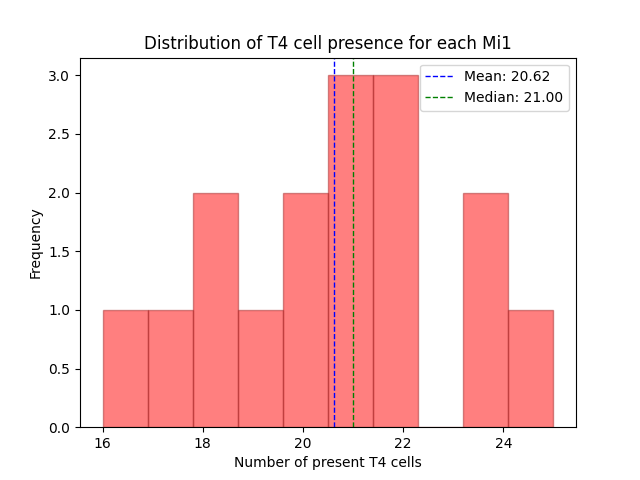 Distribution of T4 cell presence for each Mi1
Mean: 20.62
Median: 21.00
3.0
2.5
2.0
1.5
1.0
0.5
0.0
Frequency
16 18 20 22 24
Number of present T4 cells